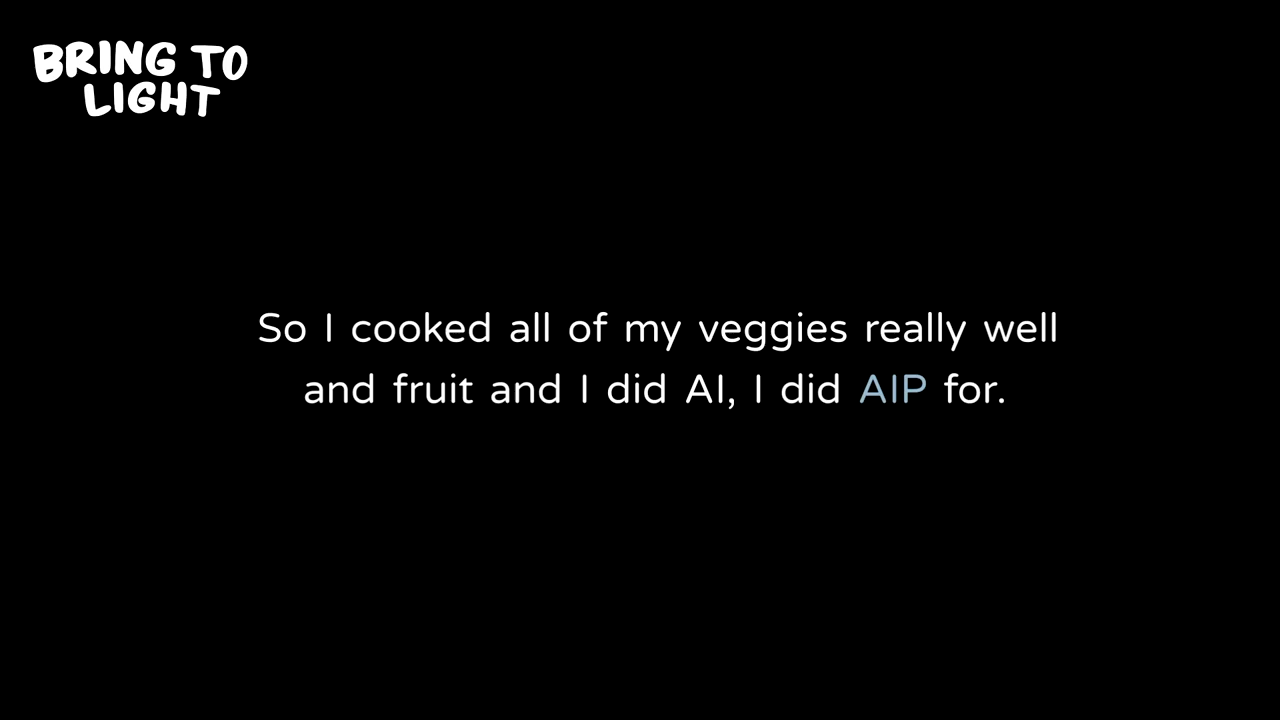 BRING TO
LIGHT
So I cooked all of my veggies really well
and fruit and I did AI, I did AIP for.